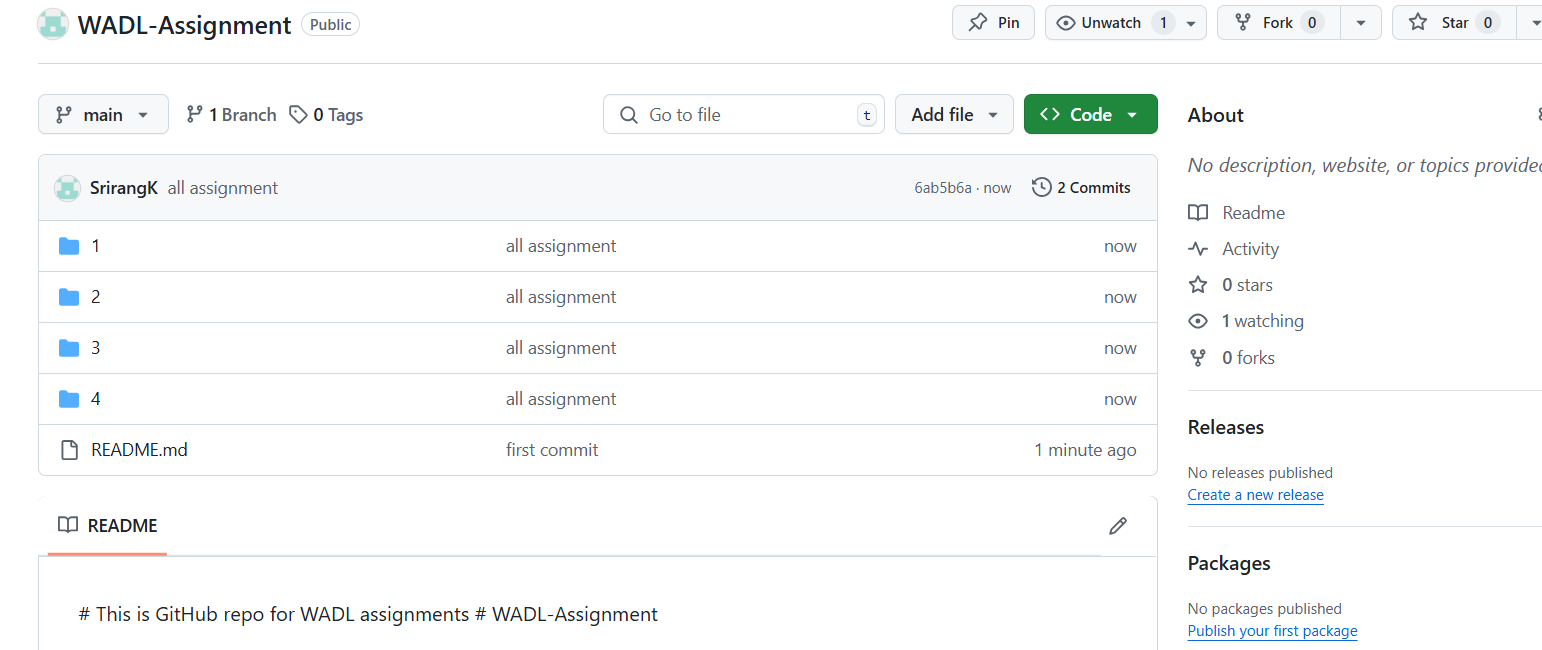 WADL-Assignment Public Pin Unwatch 1 Fork 0 Star 0
main 1 Branch 0 Tags Go to file t Add file Code
SrirangK all assignment 6ab5b6a · now 2 Commits
1 all assignment now
2 all assignment now
3 all assignment now
4 all assignment now
README.md first commit 1 minute ago
README
# This is GitHub repo for WADL assignments # WADL-Assignment
About
No description, website, or topics provided
Readme
Activity
0 stars
1 watching
0 forks
Releases
No releases published
Create a new release
Packages
No packages published
Publish your first package